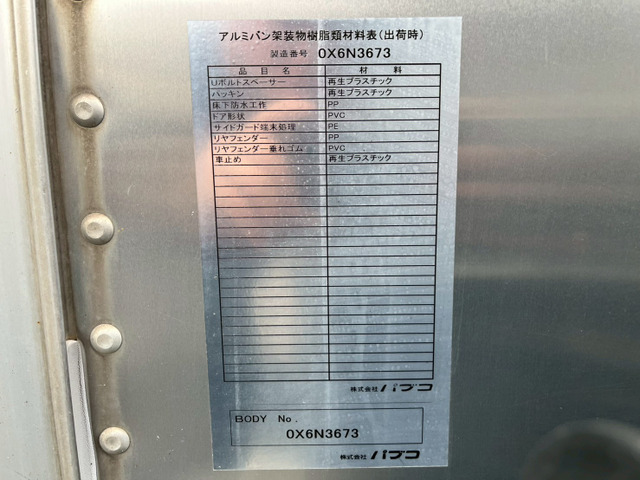 アルミバン架装物樹脂類材料表(出荷時)
製造番号 0X6N3673
品目名 材料
Uボルトスペーサー 再生プラスチック
パッキン 再生プラスチック
床下防水工作 PP
ドア形状 PVC
サイドガード端末処理 PE
リヤフェンダー PP
リヤフェンダー垂れゴム PVC
車止め 再生プラスチック
株式会社 パブコ
BODY No.
0X6N3673
株式会社 パブコ